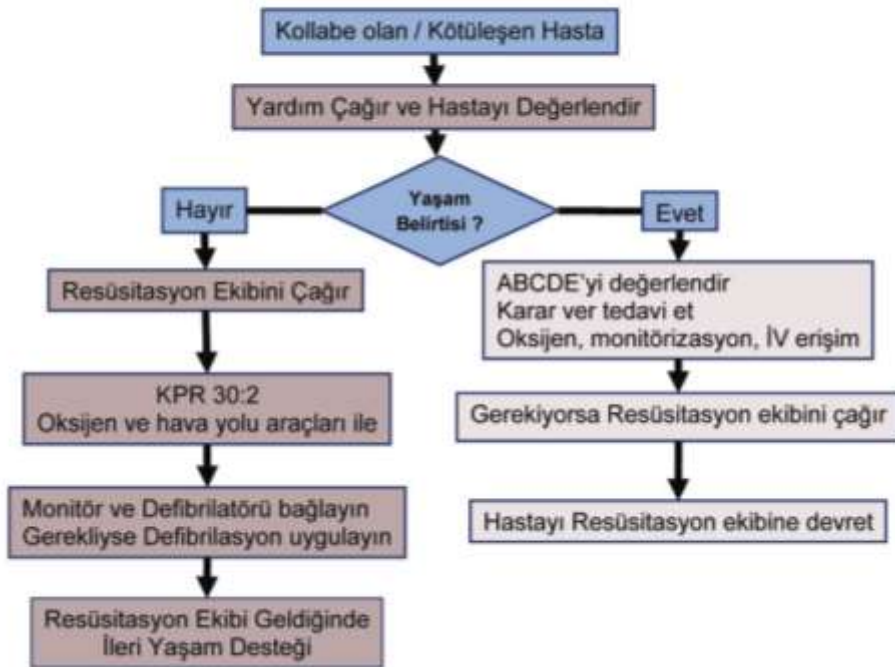 Kollabe olan / Kötüleşen Hasta
Yardım Çağır ve Hastayı Değerlendir
Yaşam
Belirtisi ?
Hayır
Evet
Resüsitasyon Ekibini Çağır
KPR 30:2
Oksijen ve hava yolu araçları ile
Monitör ve Defibrilatörü bağlayın
Gerekliyse Defibrilasyon uygulayın
Resüsitasyon Ekibi Geldiğinde
İleri Yaşam Desteği
ABCDE'yi değerlendir
Karar ver tedavi et
Oksijen, monitörizasyon, İV erişim
Gerekiyorsa Resüsitasyon ekibini çağır
Hastayı Resüsitasyon ekibine devret